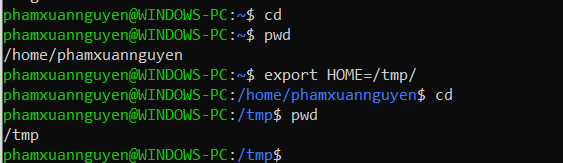 phamxuannguyen@WINDOWS-PC:~$ cd
phamxuannguyen@WINDOWS-PC:~$ pwd
/home/phamxuannguyen
phamxuannguyen@WINDOWS-PC:~$ export HOME=/tmp/
phamxuannguyen@WINDOWS-PC:/home/phamxuannguyen$ cd
phamxuannguyen@WINDOWS-PC:/tmp$ pwd
/tmp
phamxuannguyen@WINDOWS-PC:/tmp$